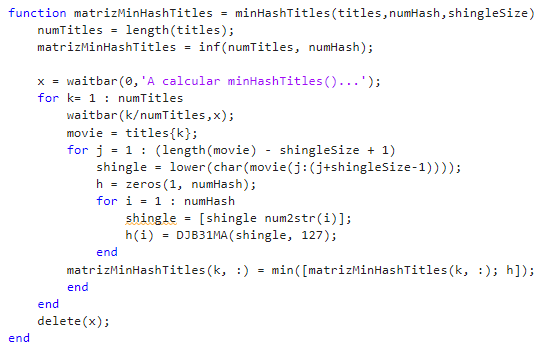 function matrizMinHashTitles = minHashTitles(titles,numHash,shingleSize)
    numTitles = length(titles);
    matrizMinHashTitles = inf(numTitles, numHash);

    x = waitbar(0,'A calcular minHashTitles()...');
    for k= 1 : numTitles
        waitbar(k/numTitles,x);
        movie = titles{k};
        for j = 1 : (length(movie) - shingleSize + 1)
            shingle = lower(char(movie(j:(j+shingleSize-1))));
            h = zeros(1, numHash);
            for i = 1 : numHash
                shingle = [shingle num2str(i)];
                h(i) = DJB31MA(shingle, 127);
            end
        matrizMinHashTitles(k, :) = min([matrizMinHashTitles(k, :); h]);
        end
    end
    delete(x);
end